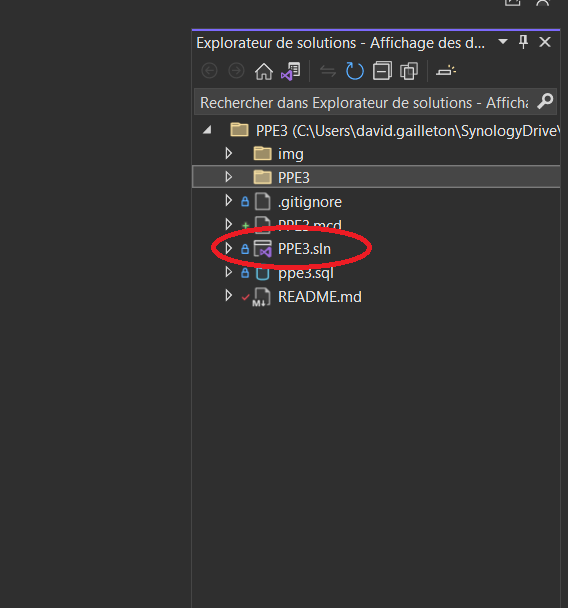 Explorateur de solutions - Affichage des d...
Rechercher dans Explorateur de solutions - Afficha
PPE3 (C:\Users\david.gailleton\SynologyDrive\
img
PPE3
.gitignore
PPE3.mcd
PPE3.sln
ppe3.sql
README.md